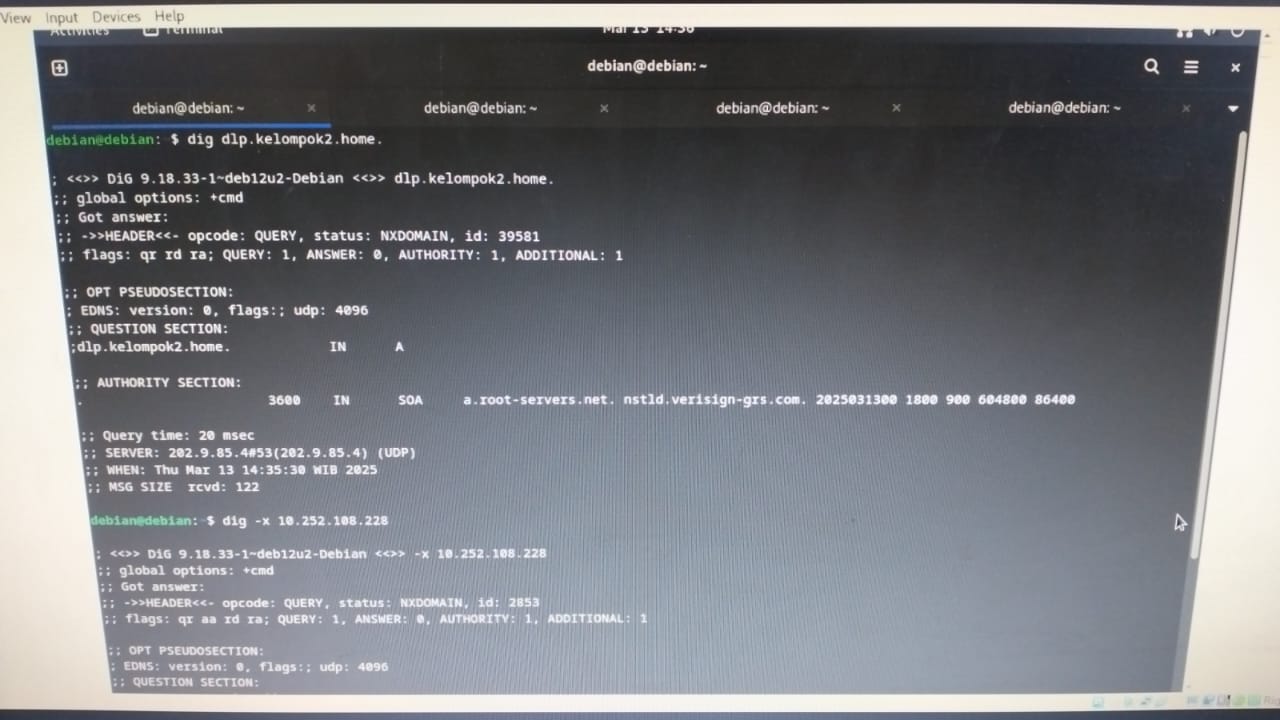 View Input Devices Help
Activities Terminal Mar 13 14:36
debian@debian: ~
debian@debian: ~ × debian@debian: ~ × debian@debian: ~ × debian@debian: ~ ×
debian@debian: $ dig dlp.kelompok2.home.
; <<>> DiG 9.18.33-1~deb12u2-Debian <<>> dlp.kelompok2.home.
;; global options: +cmd
;; Got answer:
;; ->>HEADER<<- opcode: QUERY, status: NXDOMAIN, id: 39581
;; flags: qr rd ra; QUERY: 1, ANSWER: 0, AUTHORITY: 1, ADDITIONAL: 1
;; OPT PSEUDOSECTION:
; EDNS: version: 0, flags:; udp: 4096
;; QUESTION SECTION:
;dlp.kelompok2.home. IN A
;; AUTHORITY SECTION:
. 3600 IN SOA a.root-servers.net. nstld.verisign-grs.com. 2025031300 1800 900 604800 86400
;; Query time: 20 msec
;; SERVER: 202.9.85.4#53(202.9.85.4) (UDP)
;; WHEN: Thu Mar 13 14:35:30 WIB 2025
;; MSG SIZE rcvd: 122
debian@debian: $ dig -x 10.252.108.228
; <<>> DiG 9.18.33-1~deb12u2-Debian <<>> -x 10.252.108.228
;; global options: +cmd
;; Got answer:
;; ->>HEADER<<- opcode: QUERY, status: NXDOMAIN, id: 2853
;; flags: qr aa rd ra; QUERY: 1, ANSWER: 0, AUTHORITY: 1, ADDITIONAL: 1
;; OPT PSEUDOSECTION:
; EDNS: version: 0, flags:; udp: 4096
;; QUESTION SECTION: